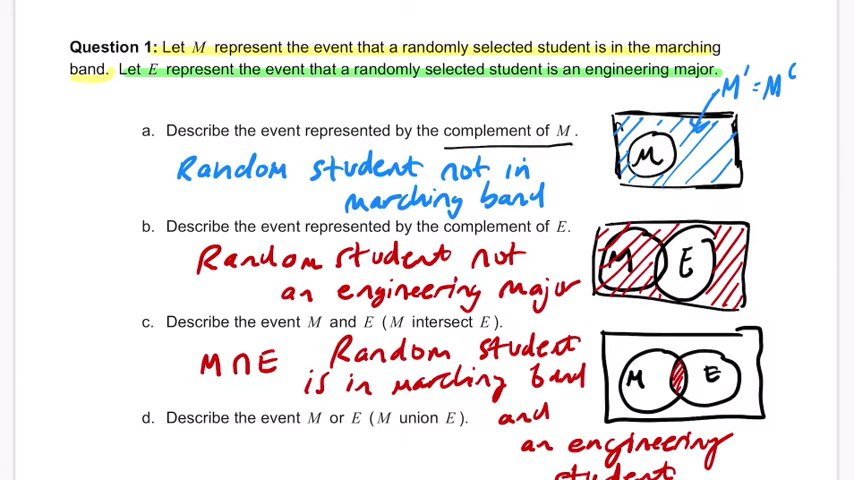 Question 1: Let M represent the event that a randomly selected student is in the marching
band. Let E represent the event that a randomly selected student is an engineering major.
M' = M^C
a. Describe the event represented by the complement of M.
M
Random student not in
marching band
b. Describe the event represented by the complement of E.
M E
Random student not
an engineering major
c. Describe the event M and E (M intersect E).
M ∩ E Random student
is in marching band
M E
d. Describe the event M or E (M union E).
and
an engineering
student